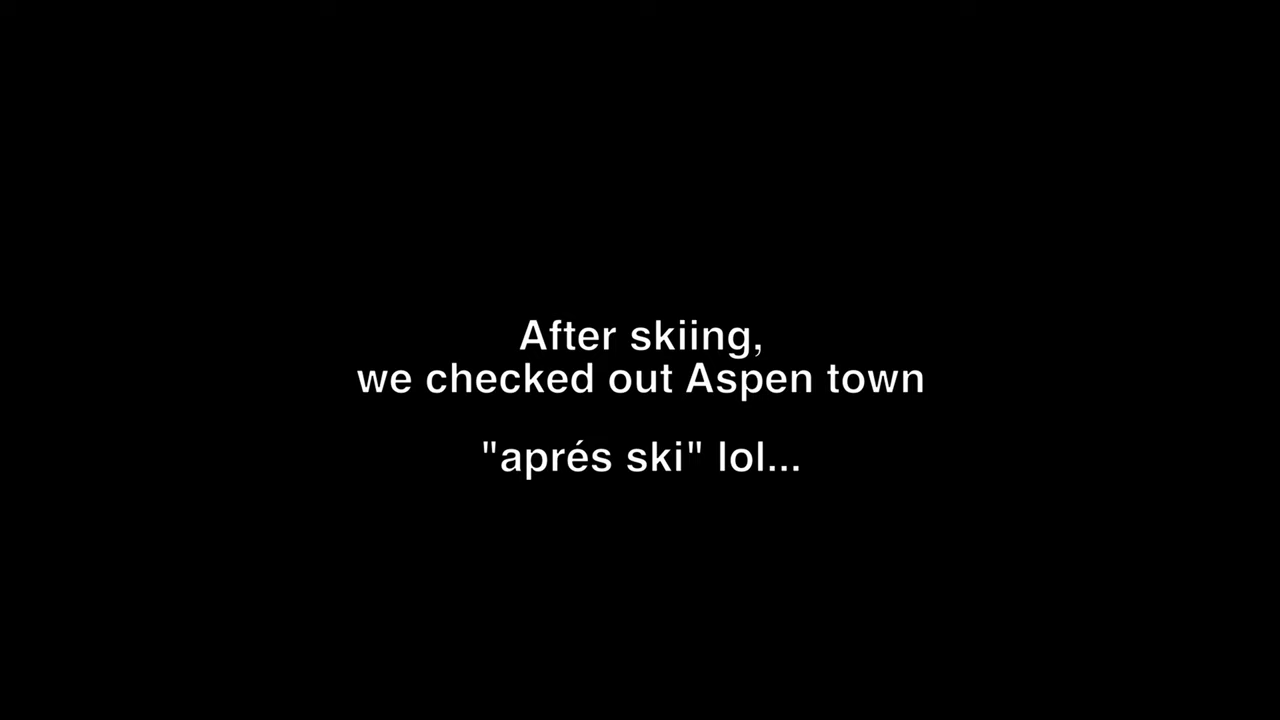 After skiing,
we checked out Aspen town
"aprés ski" lol...